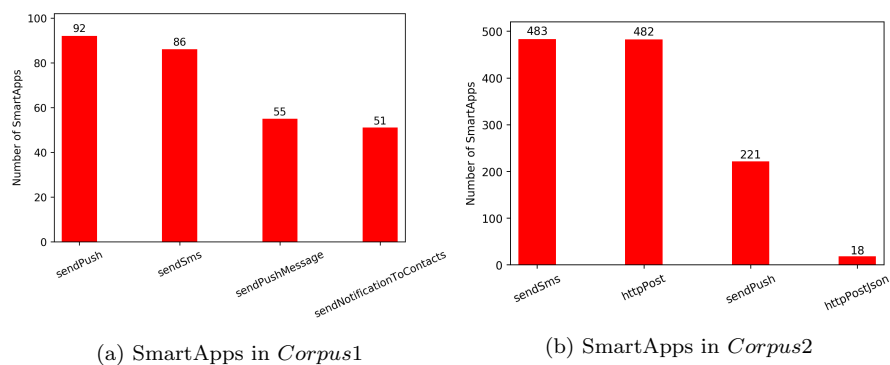 100
80
60
40
20
0
Number of SmartApps
92
86
55
51
sendPush
sendSms
sendPushMessage
sendNotificationToContacts
(a) SmartApps in Corpus1
500
400
300
200
100
0
Number of SmartApps
483
482
221
18
sendSms
httpPost
sendPush
httpPostJson
(b) SmartApps in Corpus2